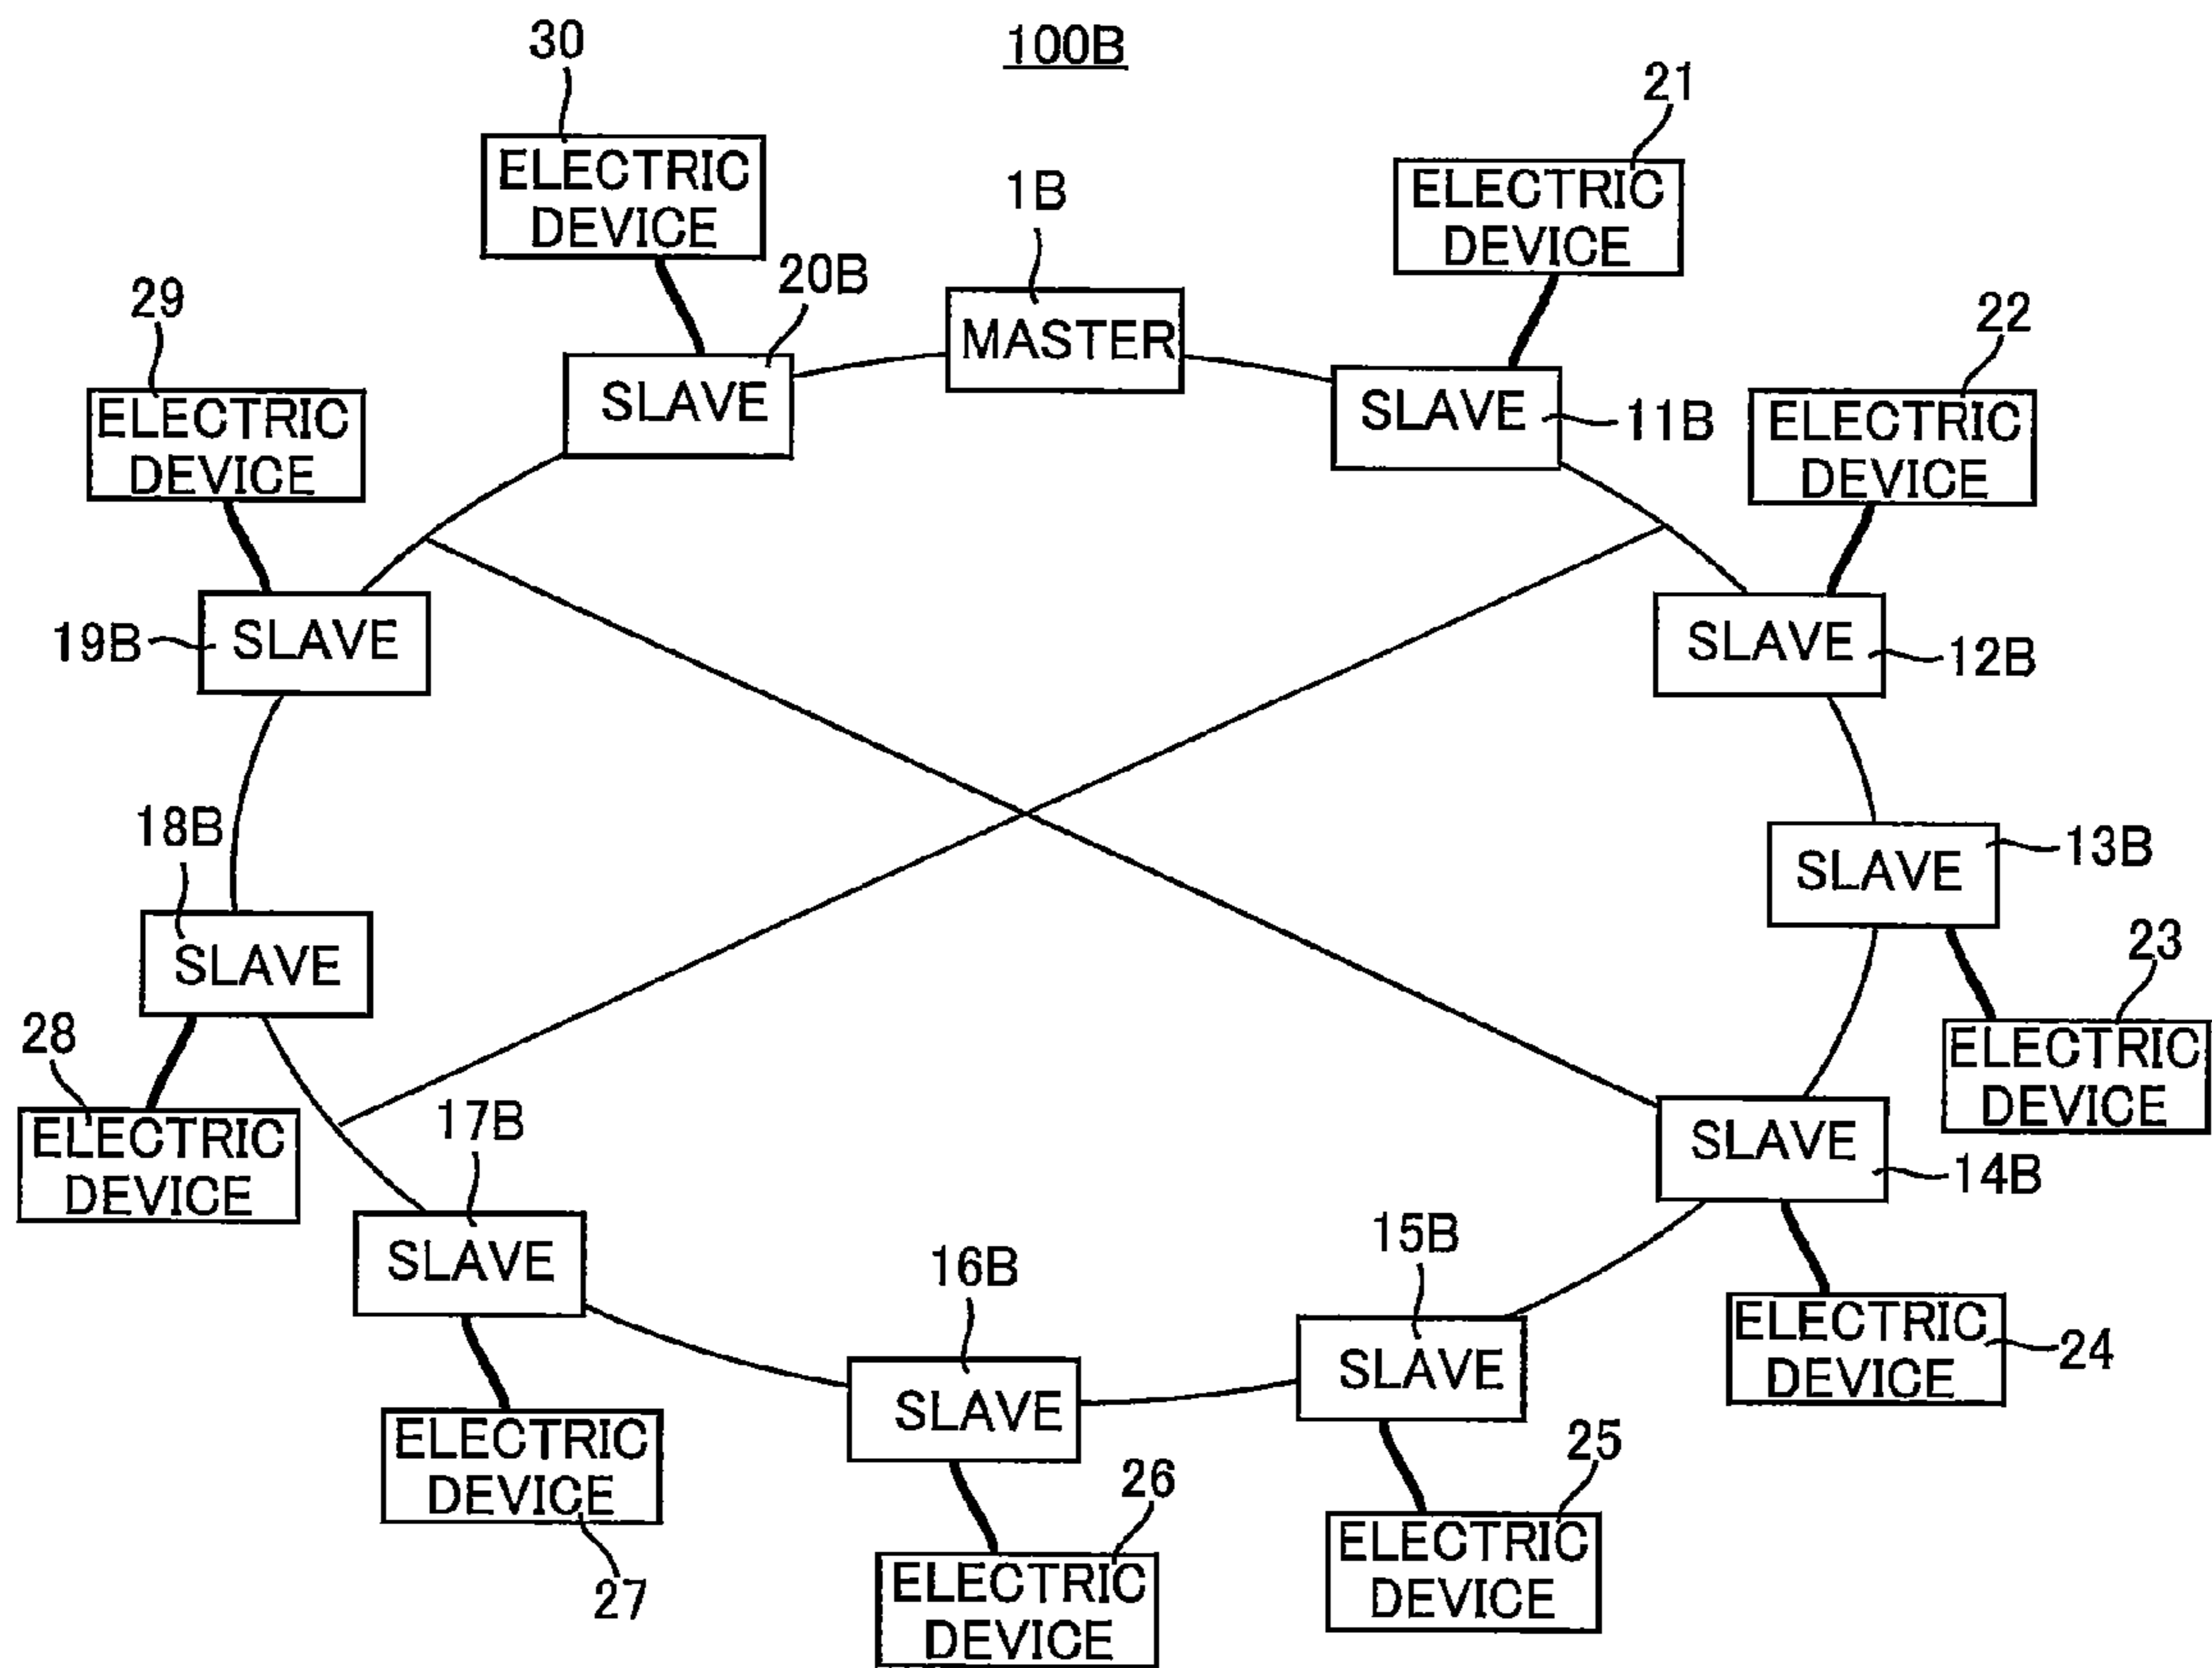 30
100B
21
ELECTRIC
DEVICE
1B
ELECTRIC
DEVICE
29
20B
22
MASTER
ELECTRIC
DEVICE
SLAVE
SLAVE
11B
ELECTRIC
DEVICE
19B
SLAVE
SLAVE
12B
18B
SLAVE
13B
SLAVE
23
28
ELECTRIC
DEVICE
ELECTRIC
DEVICE
17B
SLAVE
14B
SLAVE
16B
15B
ELECTRIC
DEVICE
24
SLAVE
SLAVE
ELECTRIC
DEVICE
27
26
25
ELECTRIC
DEVICE
ELECTRIC
DEVICE